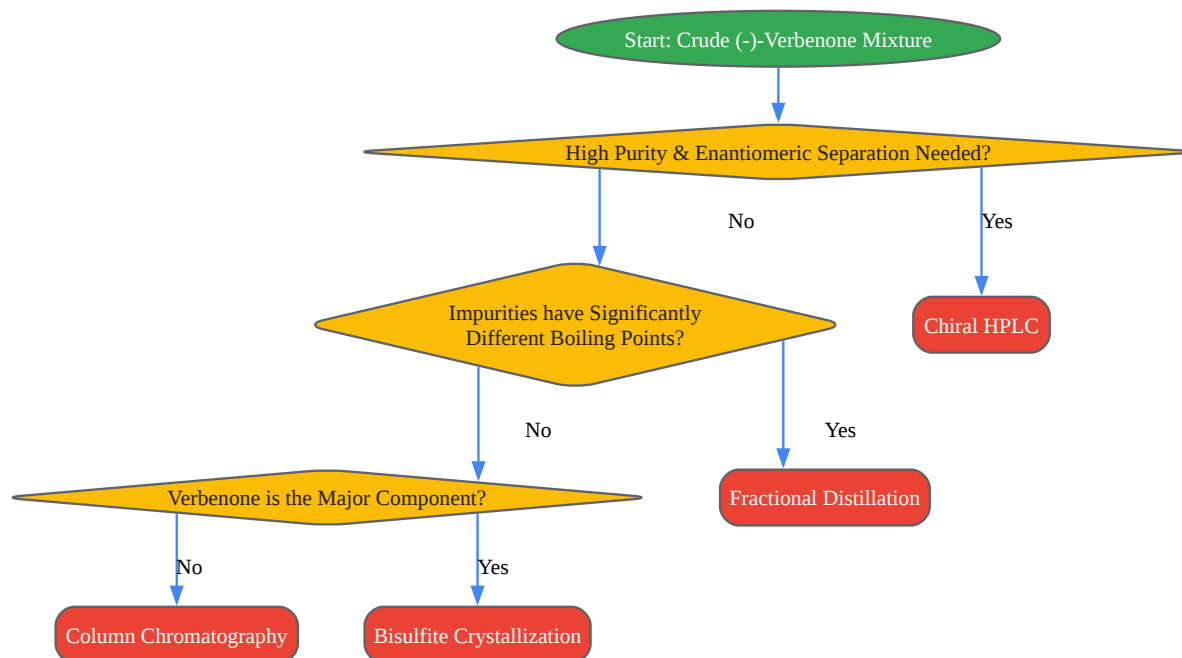 Start: Crude (-)-Verbenone Mixture
High Purity & Enantiomeric Separation Needed?
No
Yes
Impurities have Significantly
Different Boiling Points?
Chiral HPLC
No
Yes
Verbenone is the Major Component?
Fractional Distillation
No
Yes
Column Chromatography
Bisulfite Crystallization